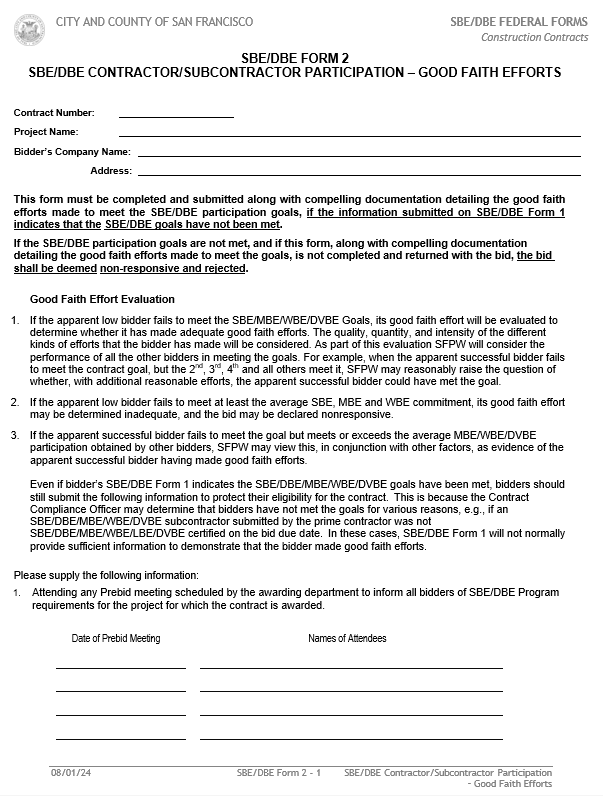 CITY AND COUNTY OF SAN FRANCISCO
SBE/DBE FEDERAL FORMS
Construction Contracts
SBE/DBE FORM 2
SBE/DBE CONTRACTOR/SUBCONTRACTOR PARTICIPATION – GOOD FAITH EFFORTS
Contract Number:
Project Name:
Bidder's Company Name:
Address:
This form must be completed and submitted along with compelling documentation detailing the good faith
efforts made to meet the SBE/DBE participation goals, if the information submitted on SBE/DBE Form 1
indicates that the SBE/DBE goals have not been met.
If the SBE/DBE participation goals are not met, and if this form, along with compelling documentation
detailing the good faith efforts made to meet the goals, is not completed and returned with the bid, the bid
shall be deemed non-responsive and rejected.
Good Faith Effort Evaluation
1. If the apparent low bidder fails to meet the SBE/MBE/WBE/DVBE Goals, its good faith effort will be evaluated to
determine whether it has made adequate good faith efforts. The quality, quantity, and intensity of the different
kinds of efforts that the bidder has made will be considered. As part of this evaluation SFPW will consider the
performance of all the other bidders in meeting the goals. For example, when the apparent successful bidder fails
to meet the contract goal, but the 2nd, 3rd, 4th and all others meet it, SFPW may reasonably raise the question of
whether, with additional reasonable efforts, the apparent successful bidder could have met the goal.
2. If the apparent low bidder fails to meet at least the average SBE, MBE and WBE commitment, its good faith effort
may be determined inadequate, and the bid may be declared nonresponsive.
3. If the apparent successful bidder fails to meet the goal but meets or exceeds the average MBE/WBE/DVBE
participation obtained by other bidders, SFPW may view this, in conjunction with other factors, as evidence of the
apparent successful bidder having made good faith efforts.
Even if bidder's SBE/DBE Form 1 indicates the SBE/DBE/MBE/WBE/DVBE goals have been met, bidders should
still submit the following information to protect their eligibility for the contract. This is because the Contract
Compliance Officer may determine that bidders have not met the goals for various reasons, e.g., if an
SBE/DBE/MBE/WBE/DVBE subcontractor submitted by the prime contractor was not
SBE/DBE/MBE/WBE/LBE/DVBE certified on the bid due date. In these cases, SBE/DBE Form 1 will not normally
provide sufficient information to demonstrate that the bidder made good faith efforts.
Please supply the following information:
1. Attending any Prebid meeting scheduled by the awarding department to inform all bidders of SBE/DBE Program
requirements for the project for which the contract is awarded.
Date of Prebid Meeting
Names of Attendees
08/01/24
SBE/DBE Form 2 - 1
SBE/DBE Contractor/Subcontractor Participation
- Good Faith Efforts